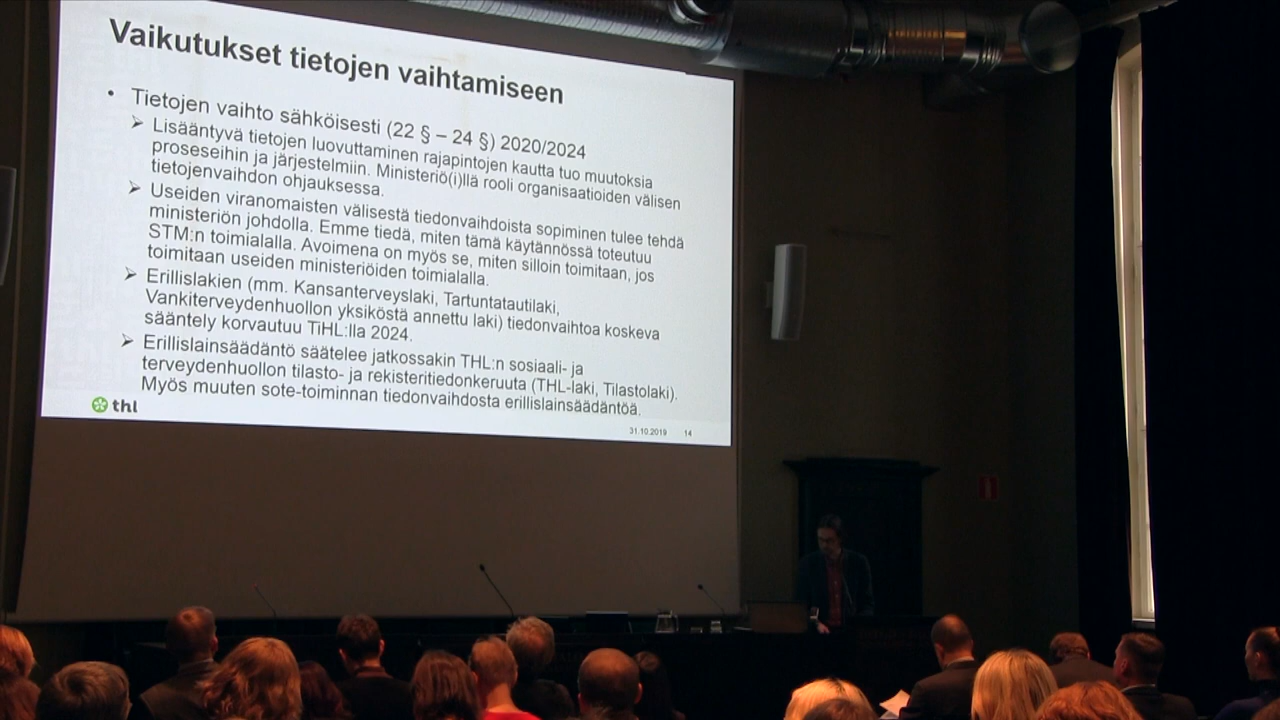 Vaikutukset tietojen vaihtamiseen
• Tietojen vaihto sähköisesti (22 § – 24 §) 2020/2024
➢ Lisääntyvä tietojen luovuttaminen rajapintojen kautta tuo muutoksia
proseseihin ja järjestelmiin. Ministeriö(i)llä rooli organisaatioiden välisen
tietojenvaihdon ohjauksessa.
➢ Useiden viranomaisten välisestä tiedonvaihdoista sopiminen tulee tehdä
ministeriön johdolla. Emme tiedä, miten tämä käytännössä toteutuu
STM:n toimialalla. Avoimena on myös se, miten silloin toimitaan, jos
toimitaan useiden ministeriöiden toimialalla.
➢ Erillislakien (mm. Kansanterveyslaki, Tartuntatautilaki,
Vankiterveydenhuollon yksiköstä annettu laki) tiedonvaihtoa koskeva
sääntely korvautuu TiHL:lla 2024.
➢ Erillislainsäädäntö säätelee jatkossakin THL:n sosiaali- ja
terveydenhuollon tilasto- ja rekisteritiedonkeruuta (THL-laki, Tilastolaki).
Myös muuten sote-toiminnan tiedonvaihdosta erillislainsäädäntöä.
thl
31.10.2019 14